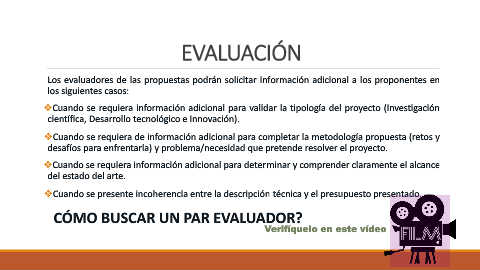 EVALUACIÓN
Los evaluadores de las propuestas podrán solicitar información adicional a los proponentes en
los siguientes casos:
Cuando se requiera información adicional para validar la tipología del proyecto (Investigación
científica, Desarrollo tecnológico e Innovación).
Cuando se requiera de información adicional para completar la metodología propuesta (retos y
desafíos para enfrentarla) y problema/necesidad que pretende resolver el proyecto.
Cuando se requiera información adicional para determinar y comprender claramente el alcance
del estado del arte.
Cuando se presente incoherencia entre la descripción técnica y el presupuesto presentado.
CÓMO BUSCAR UN PAR EVALUADOR?
Verifíquelo en este vídeo
FILM